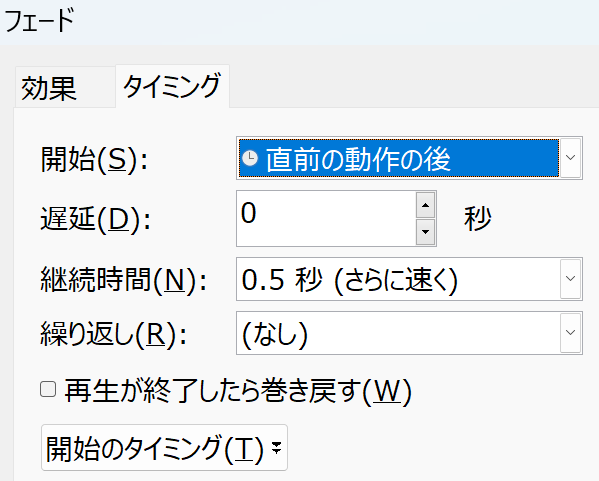 フェード
効果 タイミング
開始(S): 直前の動作の後
遅延(D): 0 秒
継続時間(N): 0.5 秒 (さらに速く)
繰り返し(R): (なし)
再生が終了したら巻き戻す(W)
開始のタイミング(T)